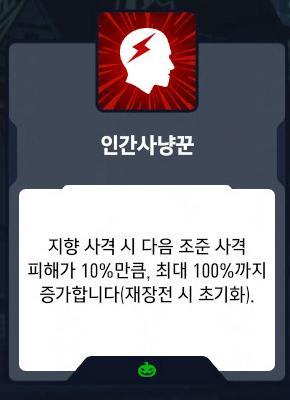 인간사냥꾼
지향 사격 시 다음 조준 사격
피해가 10%만큼, 최대 100%까지
증가합니다(재장전 시 초기화).